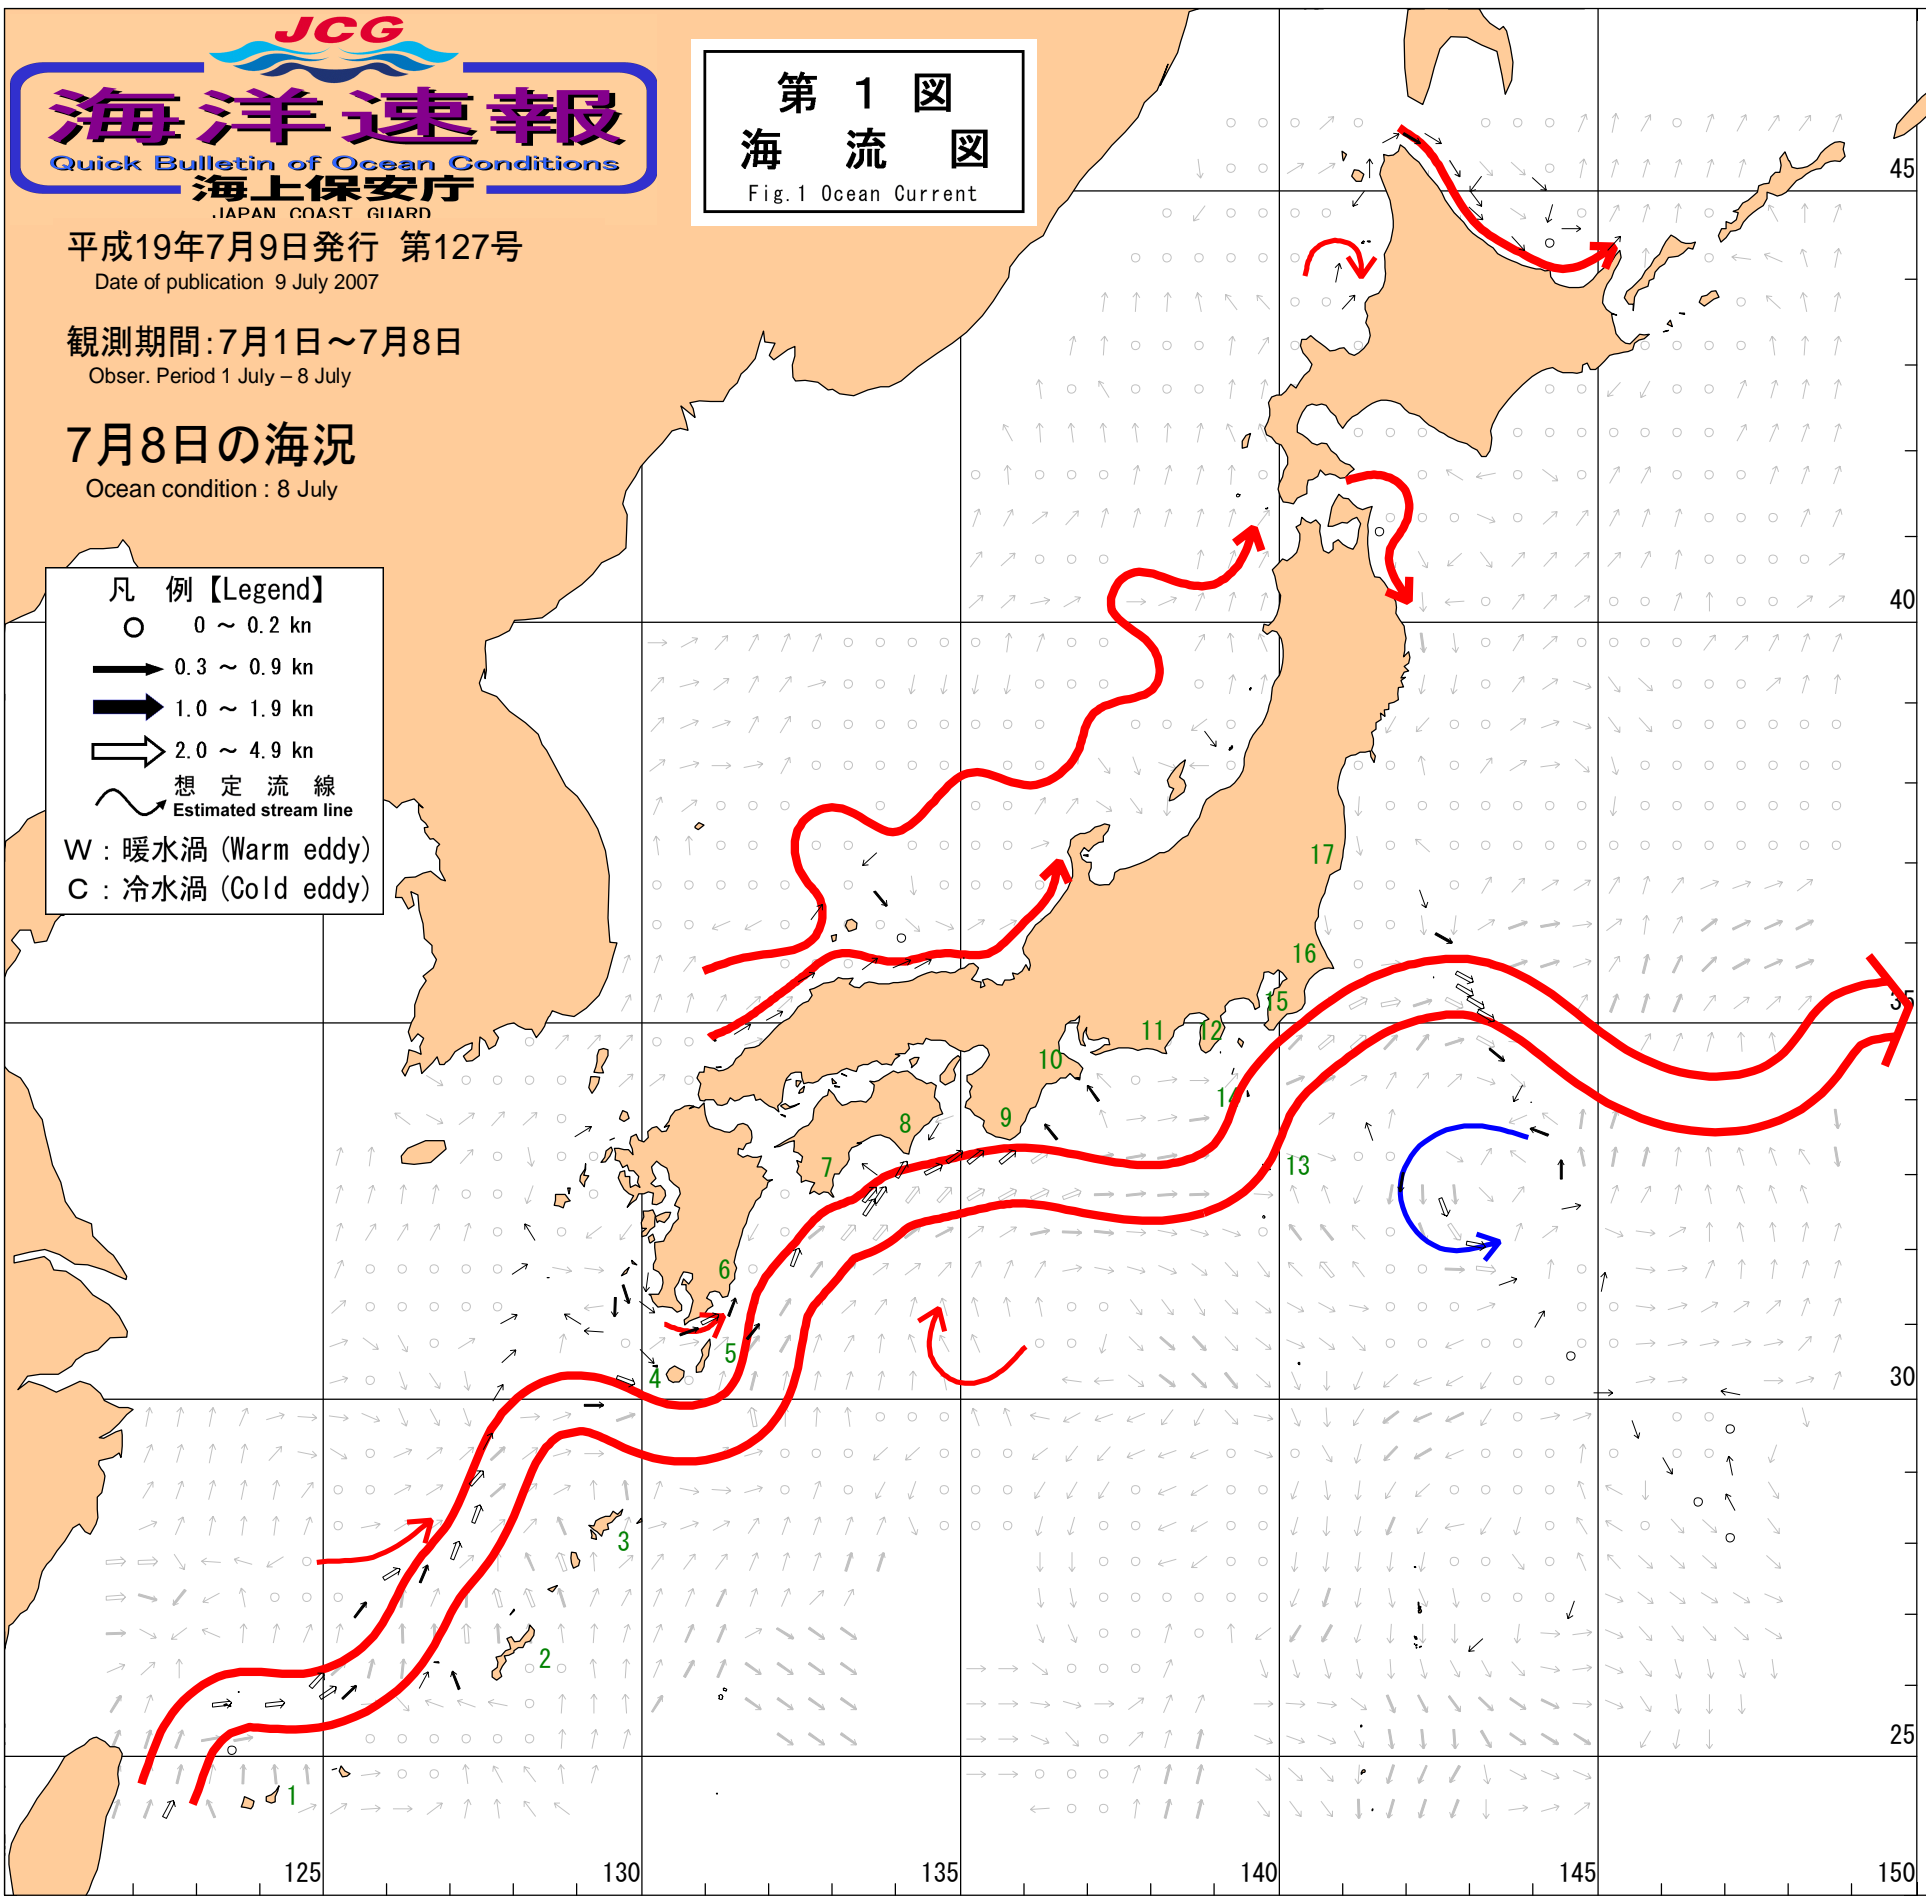 JCG
海洋速報
Quick Bulletin of Ocean Conditions
海上保安庁
JAPAN COAST GUARD
平成19年7月9日発行 第127号
Date of publication 9 July 2007
観測期間:7月1日~7月8日
Obser. Period 1 July – 8 July
7月8日の海況
Ocean condition : 8 July
第 1 図
海 流 図
Fig.1 Ocean Current
凡 例【Legend】
0 ~ 0.2 kn
0.3 ~ 0.9 kn
1.0 ~ 1.9 kn
2.0 ~ 4.9 kn
想 定 流 線
Estimated stream line
W : 暖水渦 (Warm eddy)
C : 冷水渦 (Cold eddy)
45
40
17
16
15
35
12
11
10
14
9
8
7
13
6
5
4
30
3
2
25
1
125
130
135
140
145
150